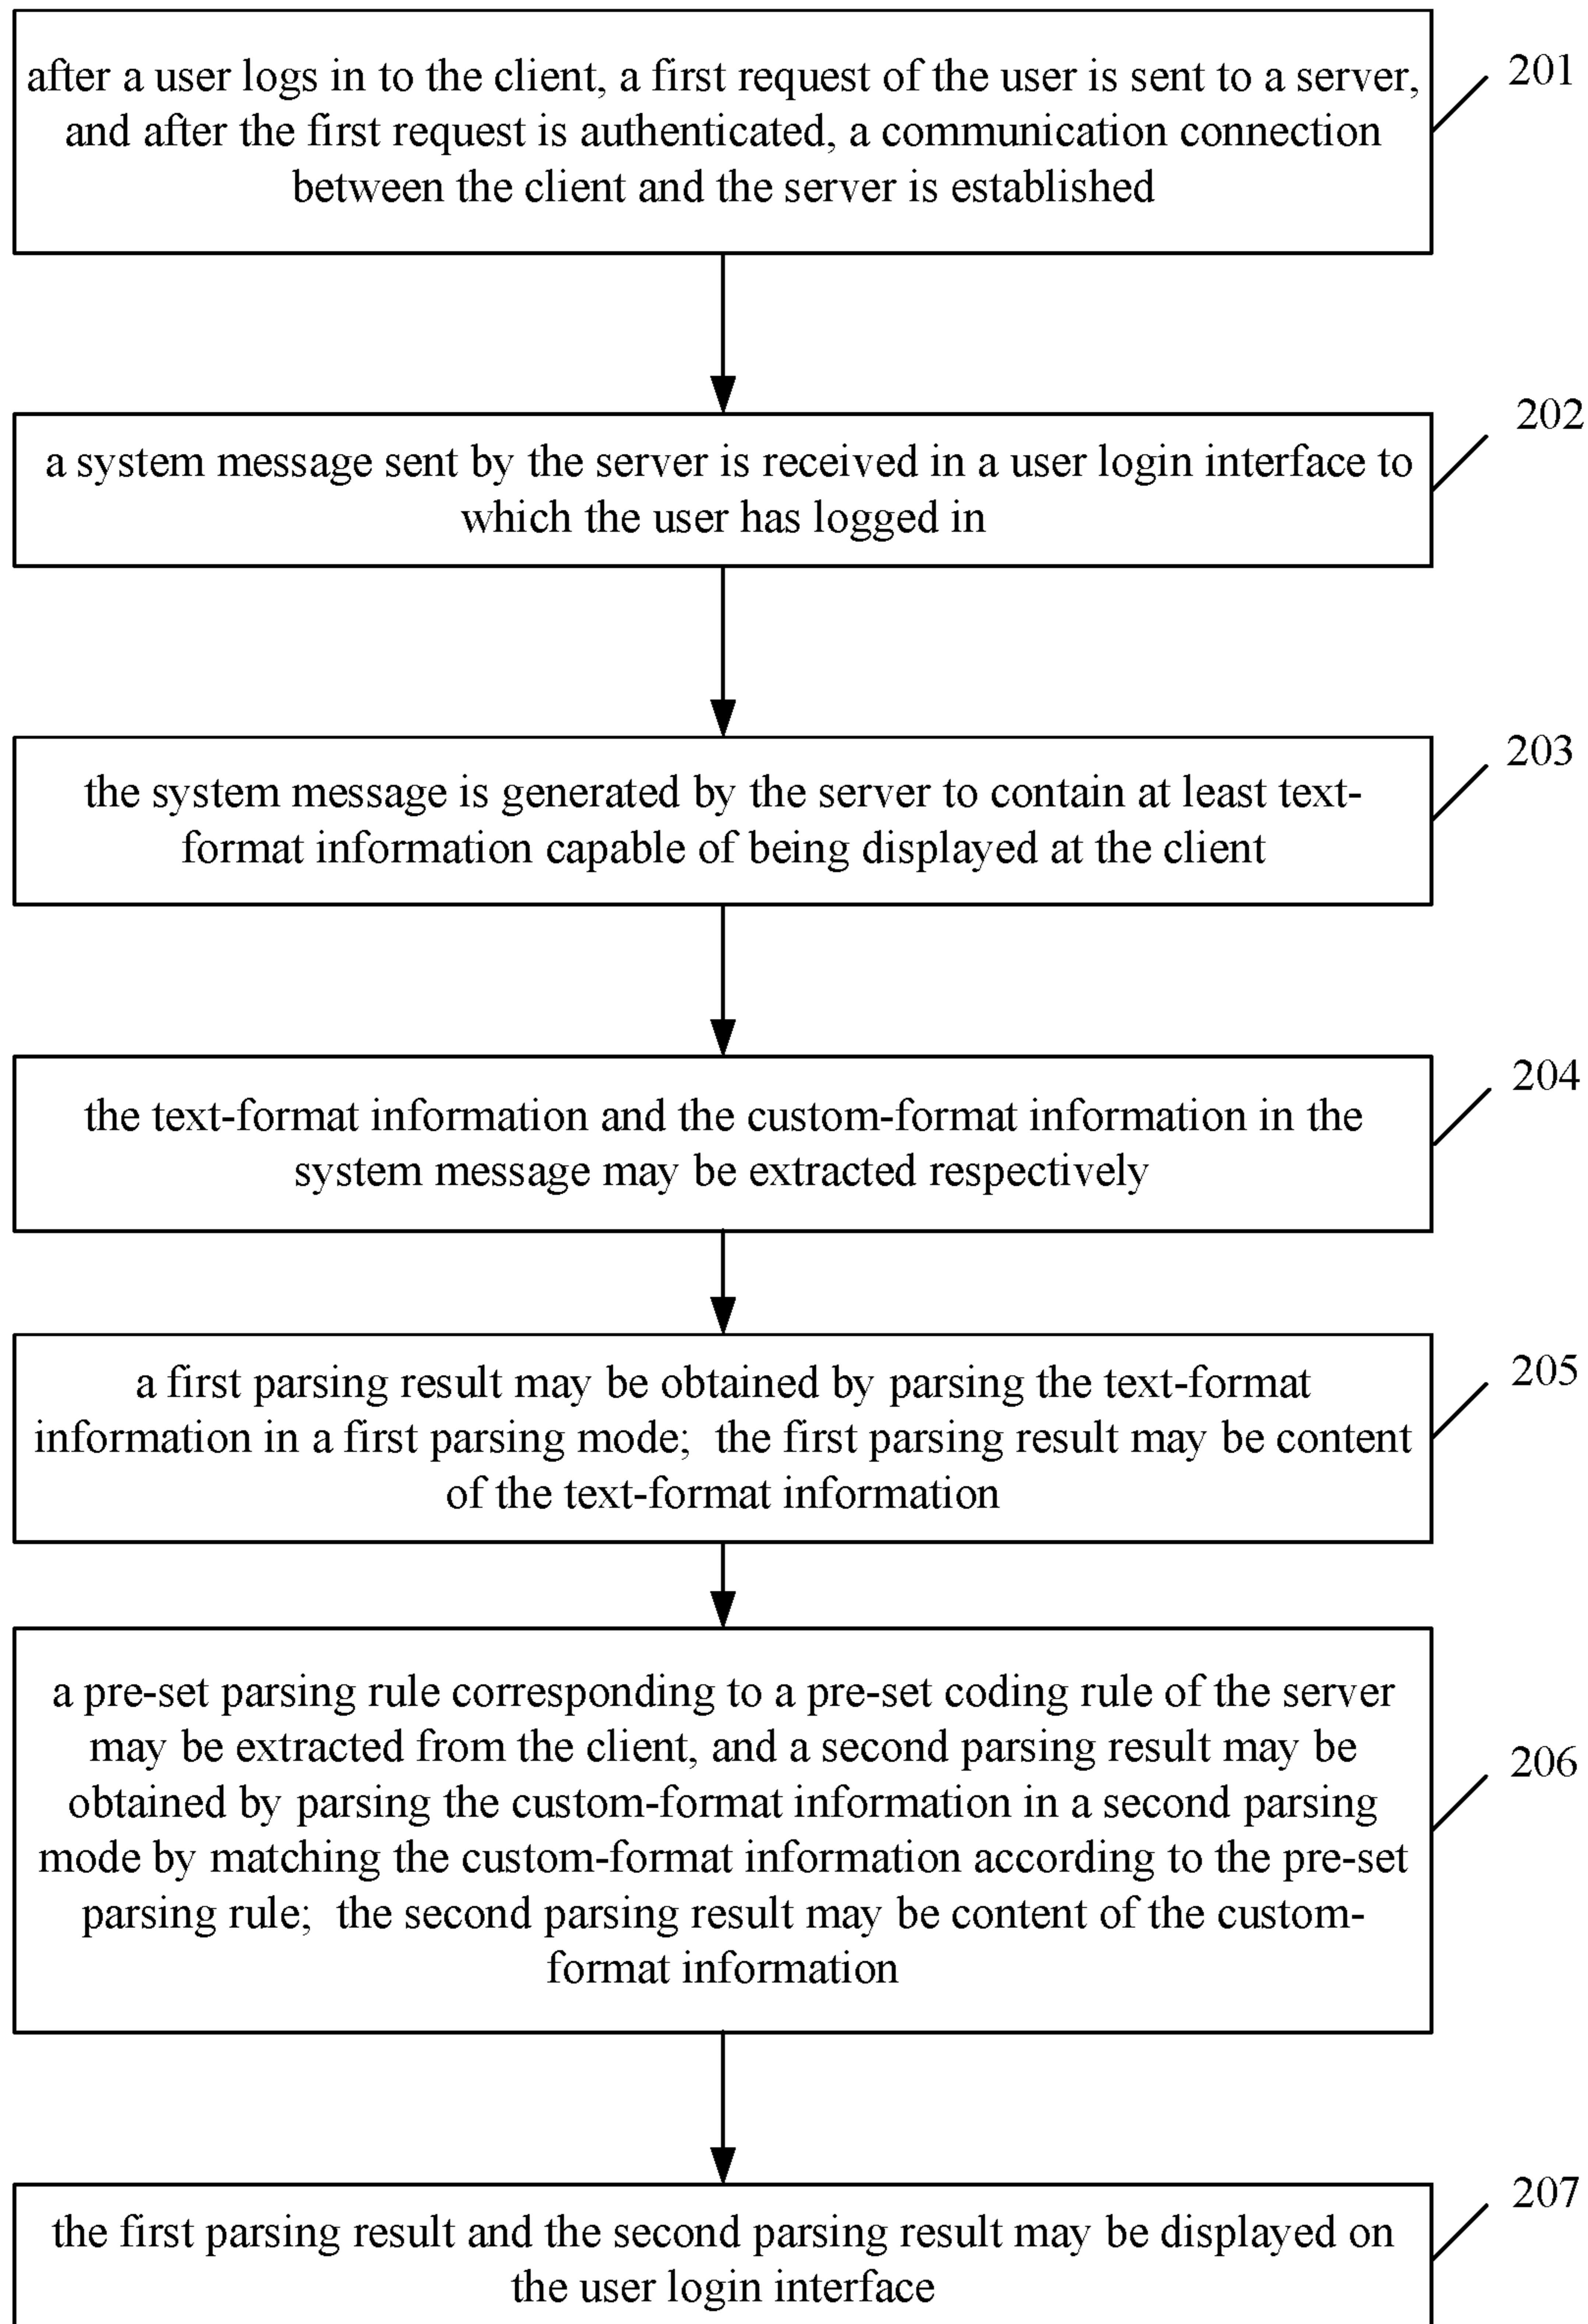 after a user logs in to the client, a first request of the user is sent to a server,
and after the first request is authenticated, a communication connection
between the client and the server is established
201
a system message sent by the server is received in a user login interface to
which the user has logged in
202
the system message is generated by the server to contain at least text-
format information capable of being displayed at the client
203
the text-format information and the custom-format information in the
system message may be extracted respectively
204
a first parsing result may be obtained by parsing the text-format
information in a first parsing mode;  the first parsing result may be content
of the text-format information
205
a pre-set parsing rule corresponding to a pre-set coding rule of the server
may be extracted from the client, and a second parsing result may be
obtained by parsing the custom-format information in a second parsing
mode by matching the custom-format information according to the pre-set
parsing rule;  the second parsing result may be content of the custom-
format information
206
the first parsing result and the second parsing result may be displayed on
the user login interface
207